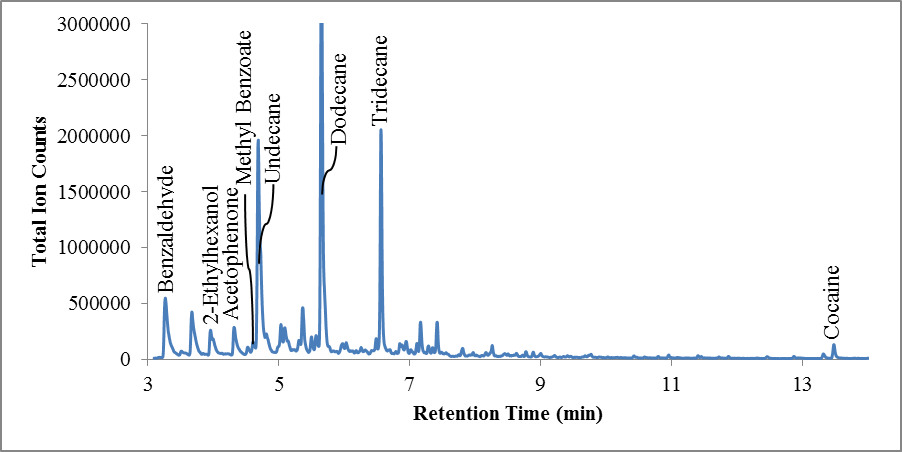 3000000
2500000
2000000
1500000
1000000
500000
0
Total Ion Counts
Benzaldehyde
2-Ethylhexanol
Acetophenone
Methyl Benzoate
Undecane
Dodecane
Tridecane
Cocaine
3 5 7 9 11 13
Retention Time (min)